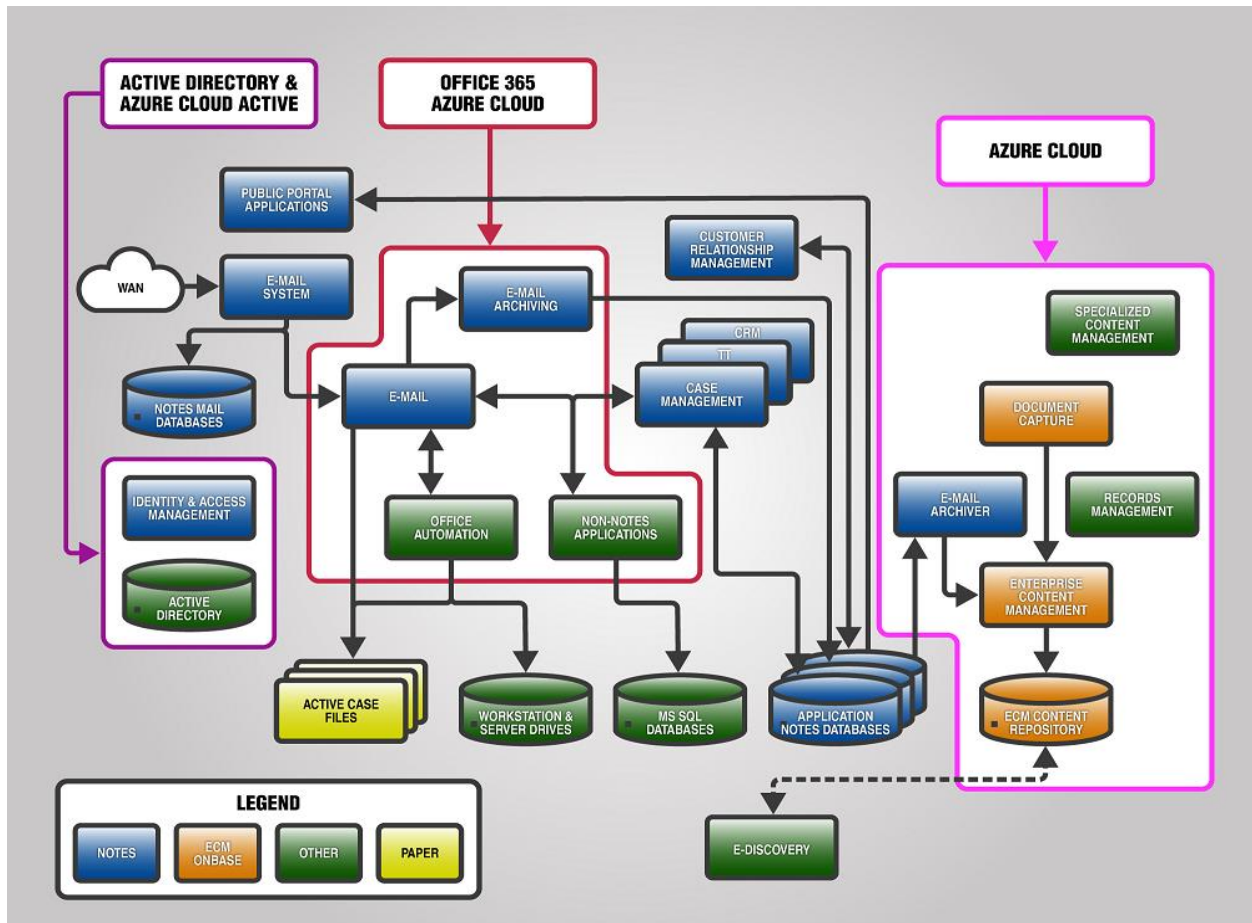 ACTIVE DIRECTORY &
AZURE CLOUD ACTIVE
OFFICE 365
AZURE CLOUD
AZURE CLOUD
PUBLIC PORTAL
APPLICATIONS
CUSTOMER
RELATIONSHIP
MANAGEMENT
WAN
E-MAIL
SYSTEM
E-MAIL
ARCHIVING
SPECIALIZED
CONTENT
MANAGEMENT
CRM
TT
CASE
MANAGEMENT
E-MAIL
NOTES MAIL
DATABASES
DOCUMENT
CAPTURE
IDENTITY & ACCESS
MANAGEMENT
OFFICE
AUTOMATION
NON-NOTES
APPLICATIONS
E-MAIL
ARCHIVER
RECORDS
MANAGEMENT
ACTIVE
DIRECTORY
ENTERPRISE
CONTENT
MANAGEMENT
ACTIVE CASE
FILES
WORKSTATION &
SERVER DRIVES
MS SQL
DATABASES
APPLICATION
NOTES DATABASES
ECM CONTENT
REPOSITORY
LEGEND
NOTES
ECM
ONBASE
OTHER
PAPER
E-DISCOVERY